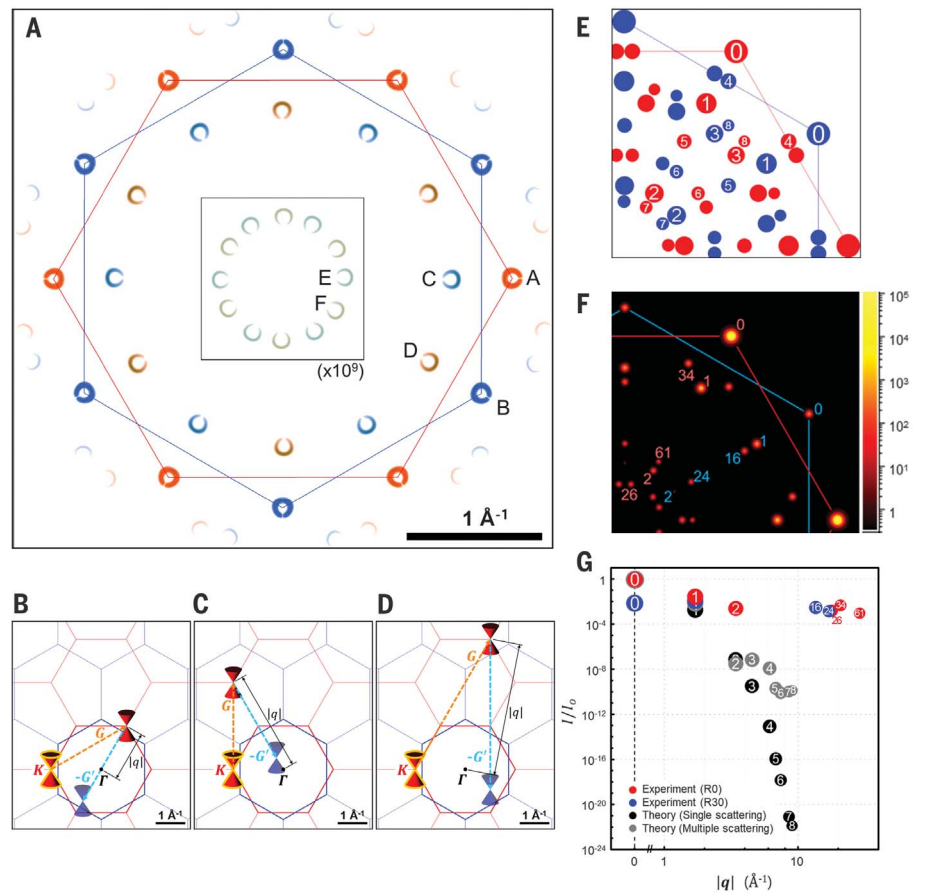 A
E
C
A
E
F
D
B
(x10⁹)
1 Å⁻¹
E
0
4
1
3
8
0
5
8
4
3
1
6
2
6
5
7
2
7
F
10⁵
10⁴
10³
10²
10¹
1
0
34
1
0
1
16
61
2
24
26
2
B
C
D
G
K
-G'
Γ
|q|
1 Å⁻¹
G
K
-G'
Γ
|q|
1 Å⁻¹
G
K
-G'
Γ
|q|
1 Å⁻¹
G
1
10⁻⁴
10⁻⁸
10⁻¹²
10⁻¹⁶
10⁻²⁰
10⁻²⁴
I/I₀
0
0
1
1
2
16
24
34
26
61
2
3
4
5
6
7
8
3
4
5
6
7
8
Experiment (R0)
Experiment (R30)
Theory (Single scattering)
Theory (Multiple scattering)
0
1
10
|q| (Å⁻¹)